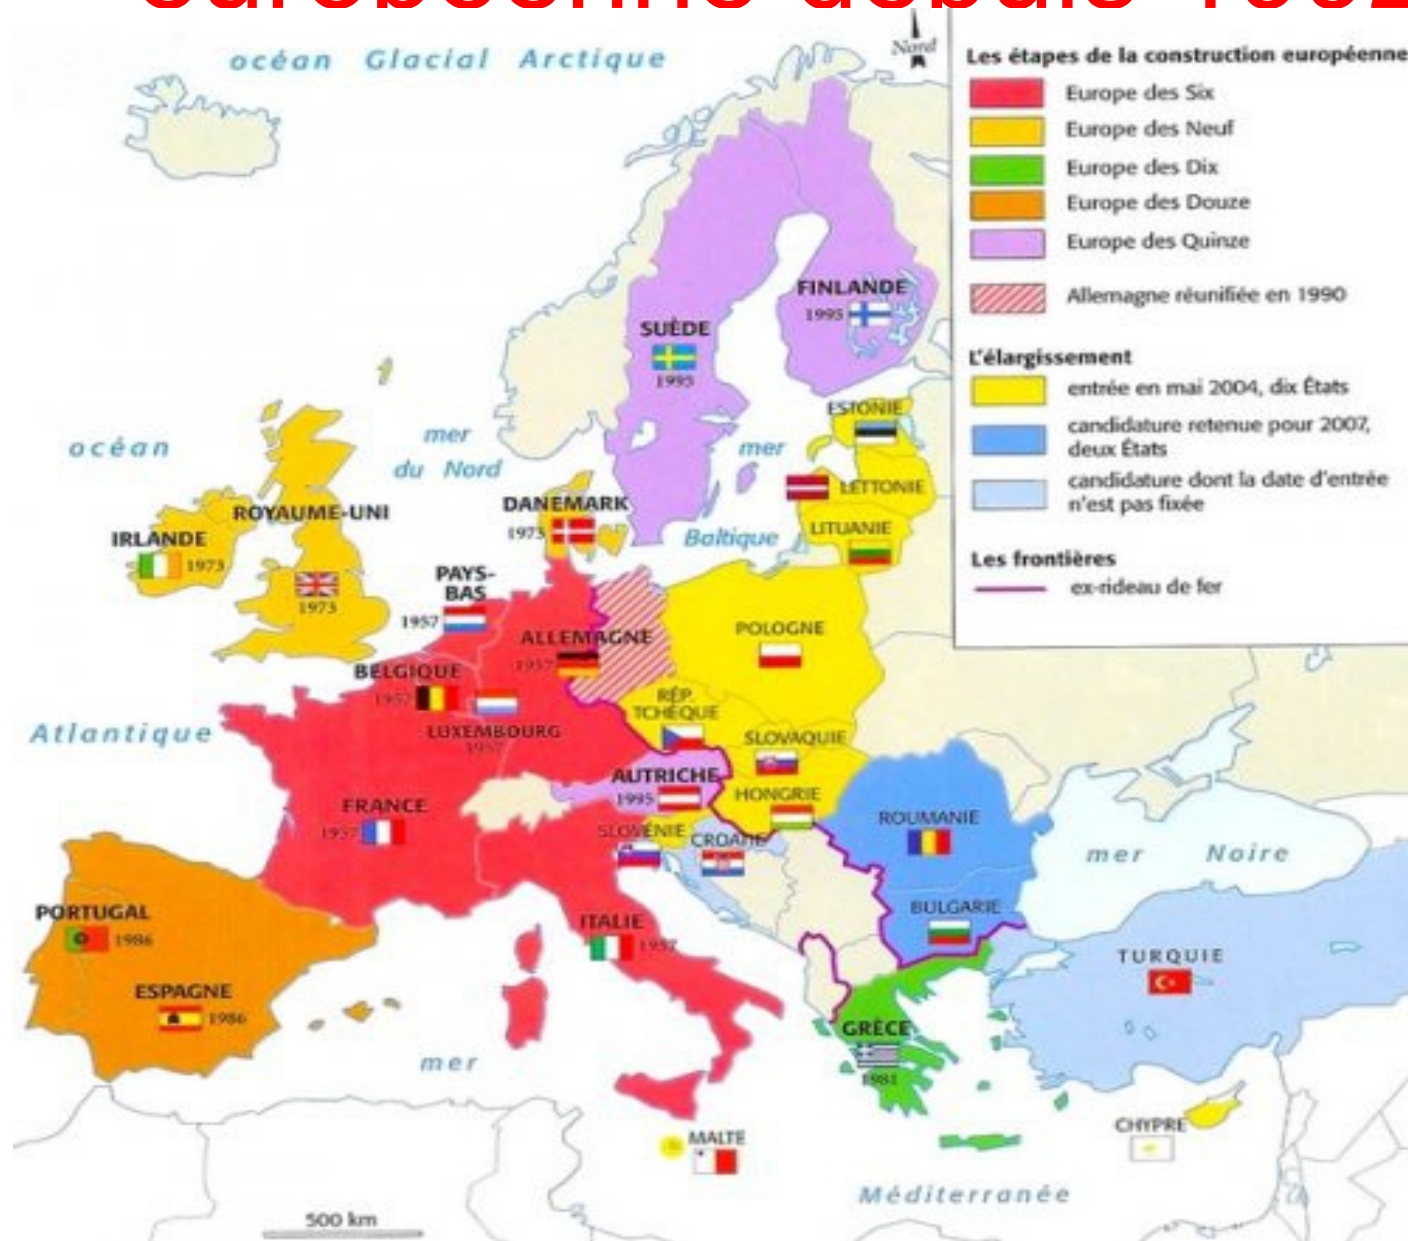 européenne depuis 1992
océan Glacial Arctique
Nord
Les étapes de la construction européenne
Europe des Six
Europe des Neuf
Europe des Dix
Europe des Douze
Europe des Quinze
Allemagne réunifiée en 1990
L'élargissement
entrée en mai 2004, dix États
candidature retenue pour 2007,
deux États
candidature dont la date d'entrée
n'est pas fixée
Les frontières
ex-rideau de fer
FINLANDE
1995
SUÈDE
1995
ESTONIE
LETTONIE
LITUANIE
océan
mer
du Nord
mer
Baltique
DANEMARK
1973
ROYAUME-UNI
1973
IRLANDE
1973
PAYS-
BAS
1957
ALLEMAGNE
1957
POLOGNE
BELGIQUE
1957
LUXEMBOURG
1957
RÉP.
TCHÈQUE
SLOVAQUIE
Atlantique
AUTRICHE
1995
HONGRIE
FRANCE
1957
SLOVÉNIE
CROATIE
ROUMANIE
mer Noire
BULGARIE
PORTUGAL
1986
ITALIE
1957
TURQUIE
ESPAGNE
1986
GRÈCE
1981
mer
CHYPRE
MALTE
Méditerranée
500 km